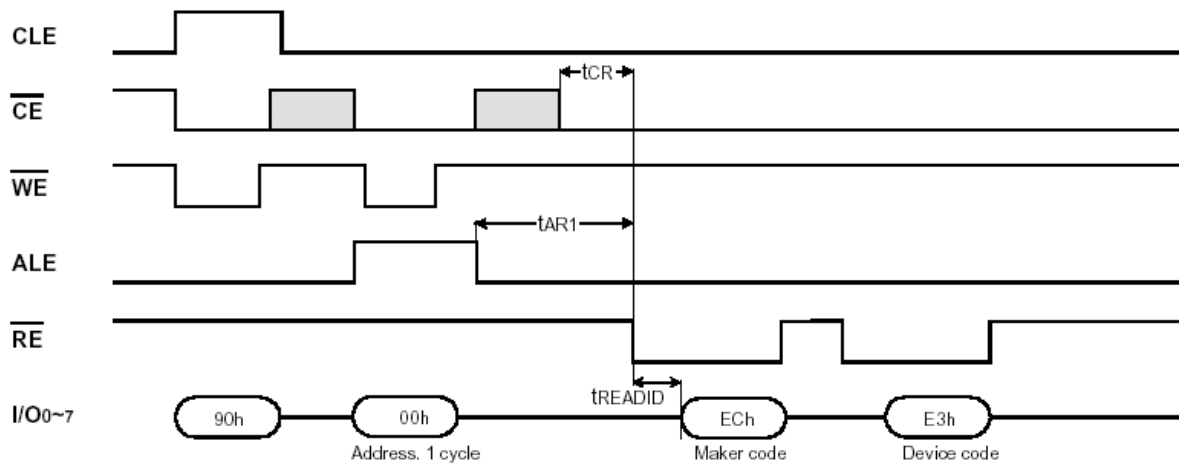 CLE
tCR
CE
WE
tAR1
ALE
RE
tREADID
I/O0~7
90h
00h
ECh
E3h
Address. 1 cycle
Maker code
Device code